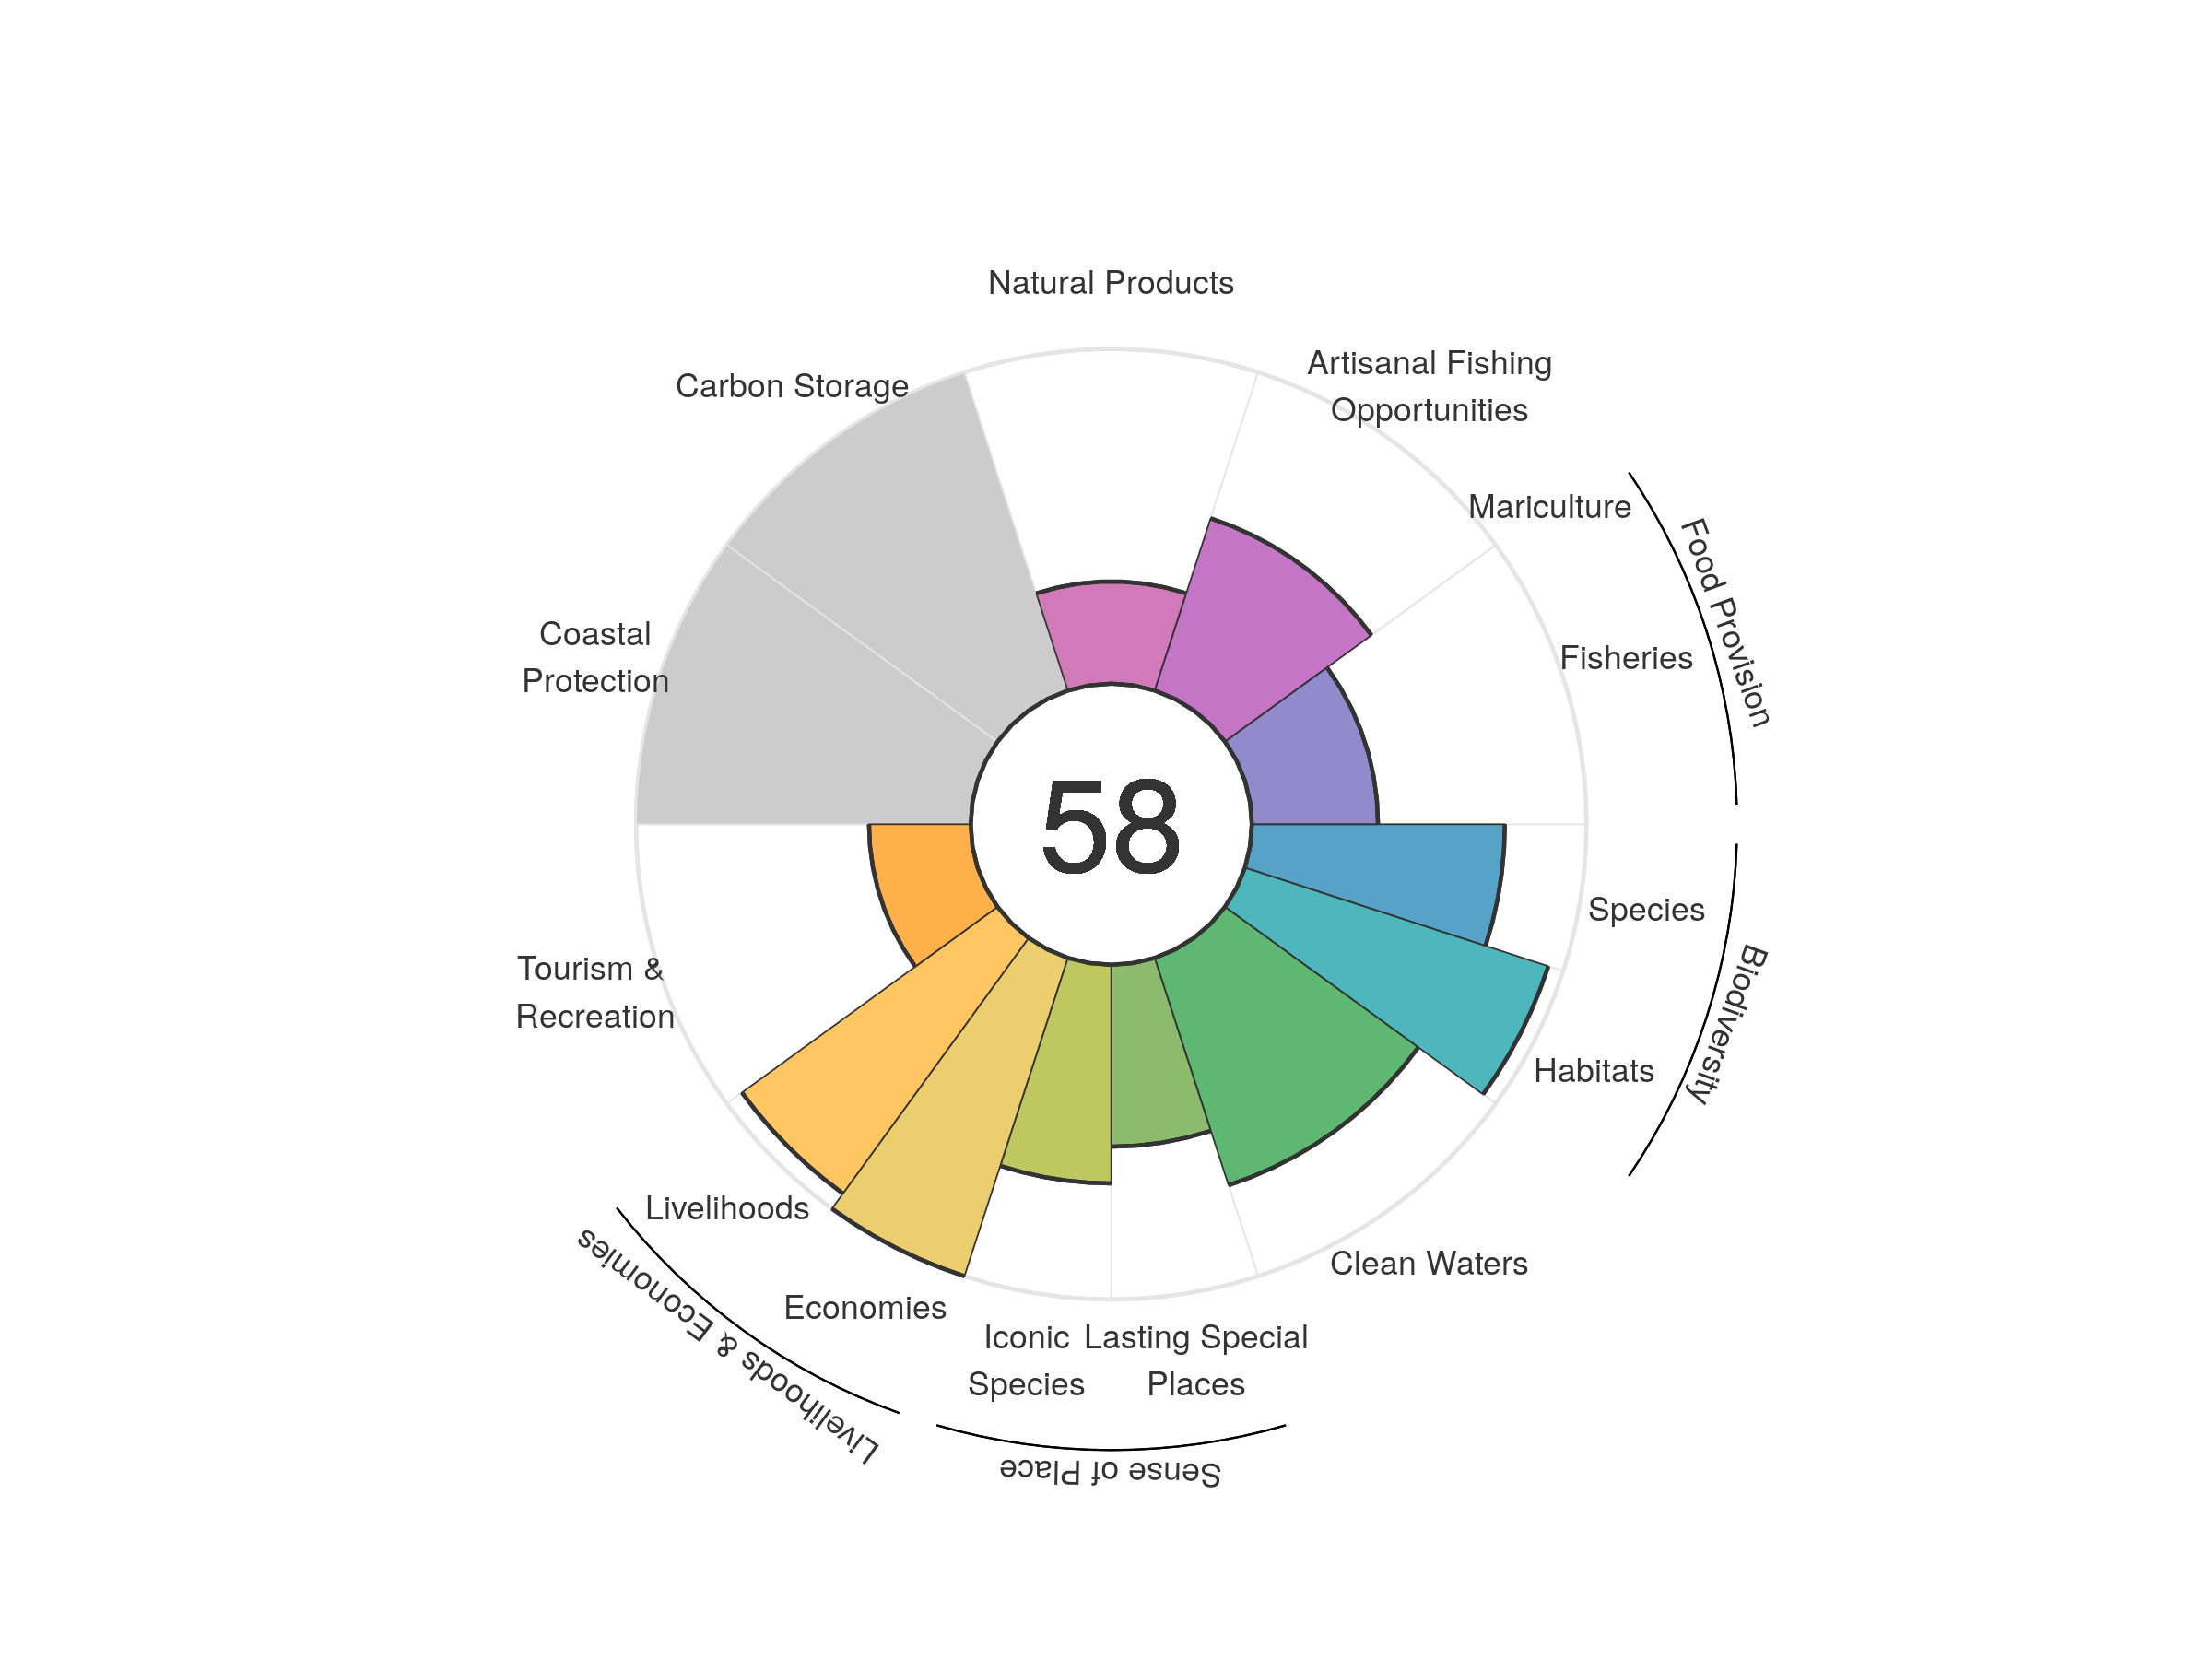 Natural Products
Artisanal Fishing
Opportunities
Carbon Storage
Mariculture
Food Provision
Coastal
Protection
Fisheries
58
Species
Biodiversity
Tourism &
Recreation
Habitats
Livelihoods
Clean Waters
Economies
Livelihoods & Economies
Iconic
Species
Lasting Special
Places
Sense of Place